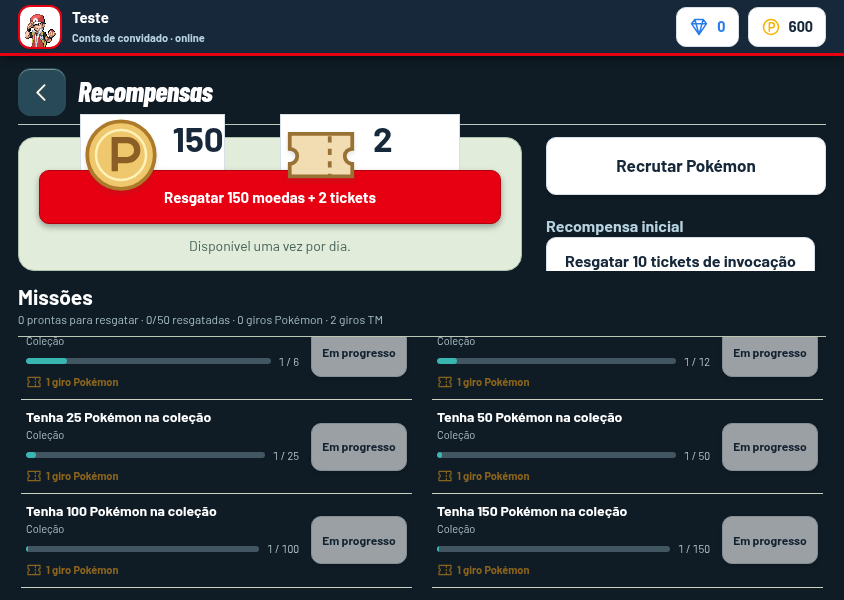 Teste
Conta de convidado · online
0
600
Recompensas
150
2
Resgatar 150 moedas + 2 tickets
Disponível uma vez por dia.
Recrutar Pokémon
Recompensa inicial
Resgatar 10 tickets de invocação
Missões
0 prontas para resgatar · 0/50 resgatadas · 0 giros Pokémon · 2 giros TM
Coleção
1 / 6
1 giro Pokémon
Em progresso
Coleção
1 / 12
1 giro Pokémon
Em progresso
Tenha 25 Pokémon na coleção
Coleção
1 / 25
1 giro Pokémon
Em progresso
Tenha 50 Pokémon na coleção
Coleção
1 / 50
1 giro Pokémon
Em progresso
Tenha 100 Pokémon na coleção
Coleção
1 / 100
1 giro Pokémon
Em progresso
Tenha 150 Pokémon na coleção
Coleção
1 / 150
1 giro Pokémon
Em progresso